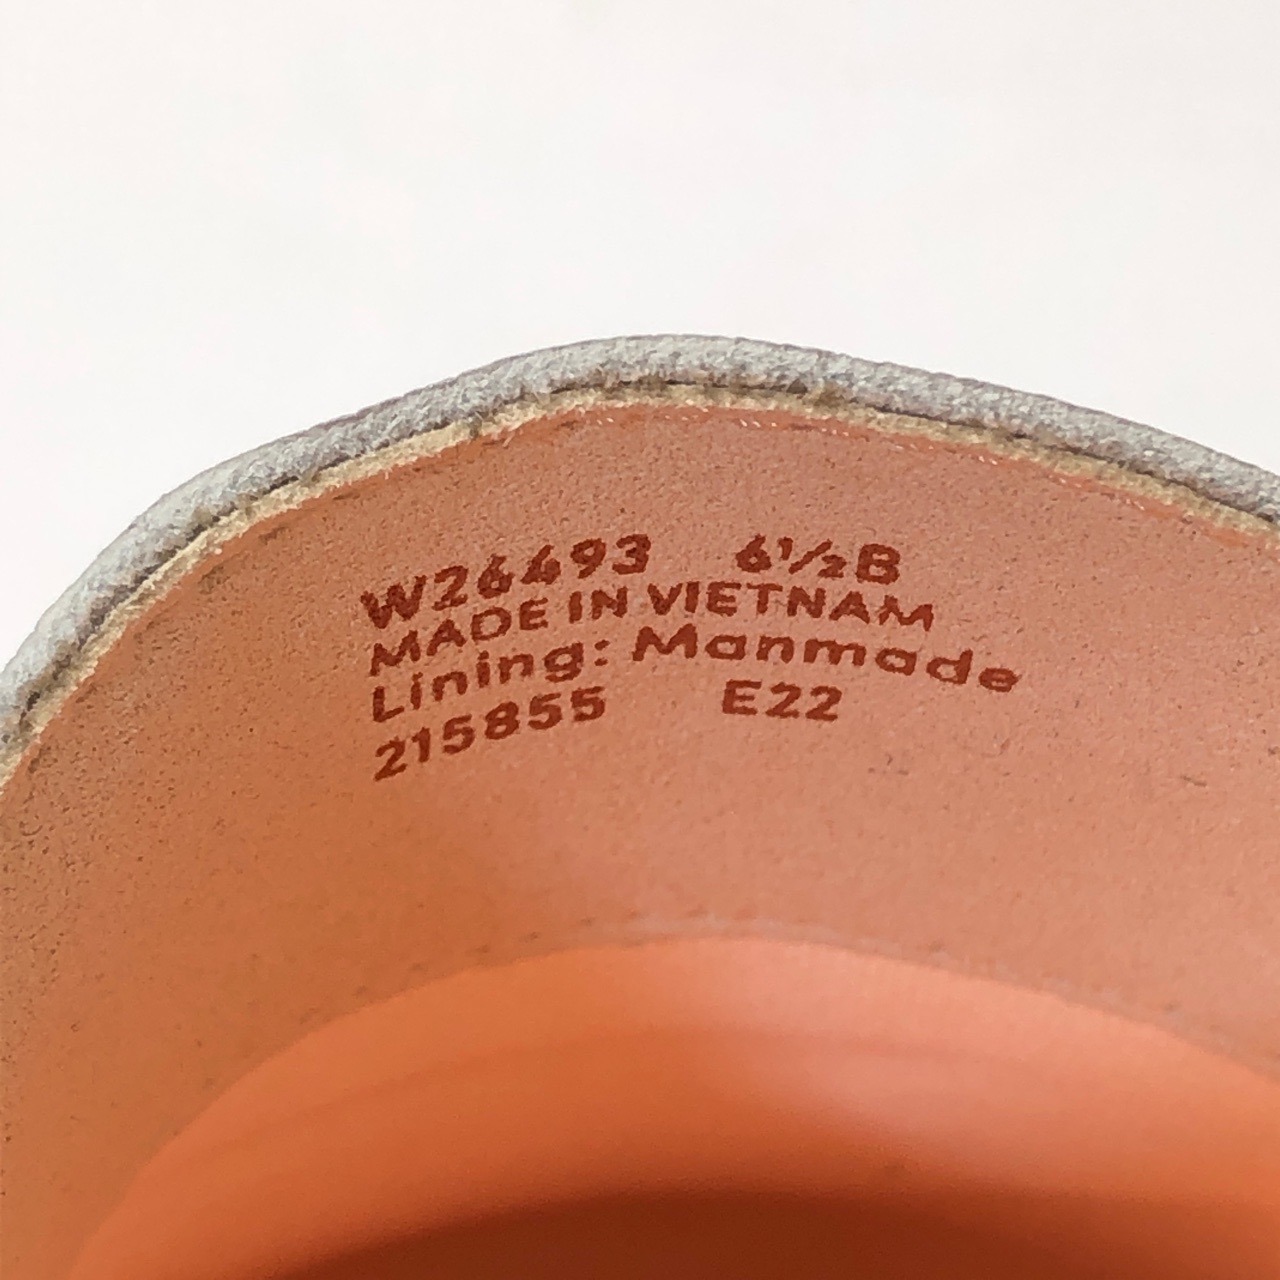 W26493 6½B
MADE IN VIETNAM
Lining: Manmade
215855 E22